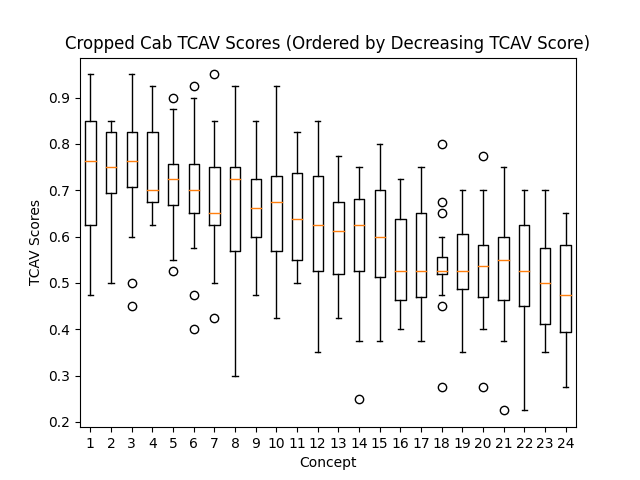 Cropped Cab TCAV Scores (Ordered by Decreasing TCAV Score)
0.9
0.8
0.7
0.6
0.5
0.4
0.3
0.2
TCAV Scores
1 2 3 4 5 6 7 8 9 10 11 12 13 14 15 16 17 18 19 20 21 22 23 24
Concept